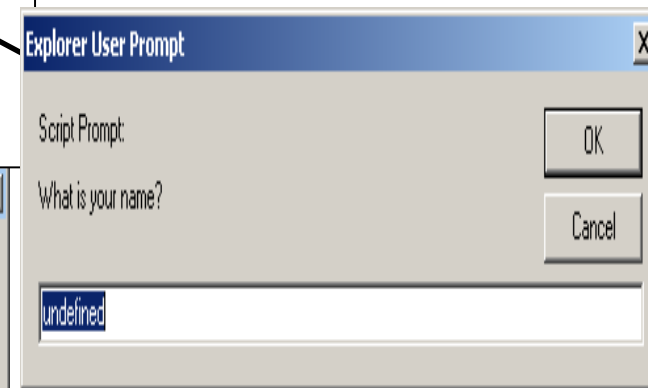 Explorer User Prompt
X
Script Prompt:
OK
What is your name?
Cancel
undefined